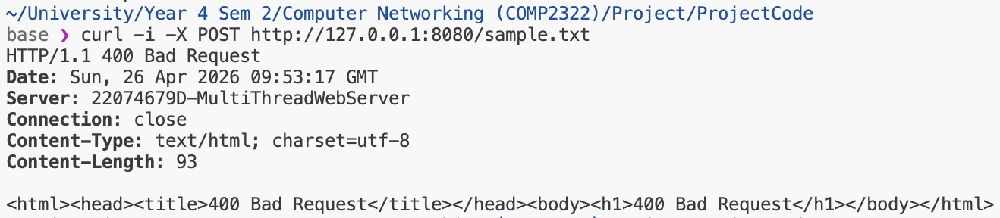 ~/University/Year 4 Sem 2/Computer Networking (COMP2322)/Project/ProjectCode
base ❯ curl -i -X POST http://127.0.0.1:8080/sample.txt
HTTP/1.1 400 Bad Request
Date: Sun, 26 Apr 2026 09:53:17 GMT
Server: 22074679D-MultiThreadWebServer
Connection: close
Content-Type: text/html; charset=utf-8
Content-Length: 93

<html><head><title>400 Bad Request</title></head><body><h1>400 Bad Request</h1></body></html>